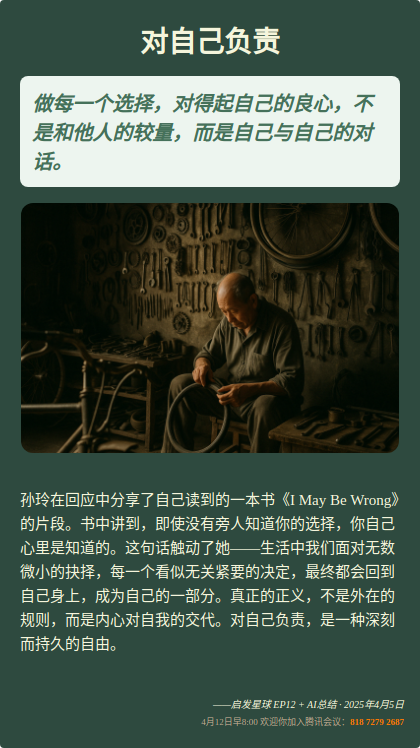 对自己负责
做每一个选择，对得起自己的良心，不
是和他人的较量，而是自己与自己的对
话。
孙玲在回应中分享了自己读到的一本书《I May Be Wrong》
的片段。书中讲到，即使没有旁人知道你的选择，你自己
心里是知道的。这句话触动了她——生活中我们面对无数
微小的抉择，每一个看似无关紧要的决定，最终都会回到
自己身上，成为自己的一部分。真正的正义，不是外在的
规则，而是内心对自我的交代。对自己负责，是一种深刻
而持久的自由。
——启发星球 EP12 + AI总结 · 2025年4月5日
4月12日早8:00 欢迎你加入腾讯会议：818 7279 2687